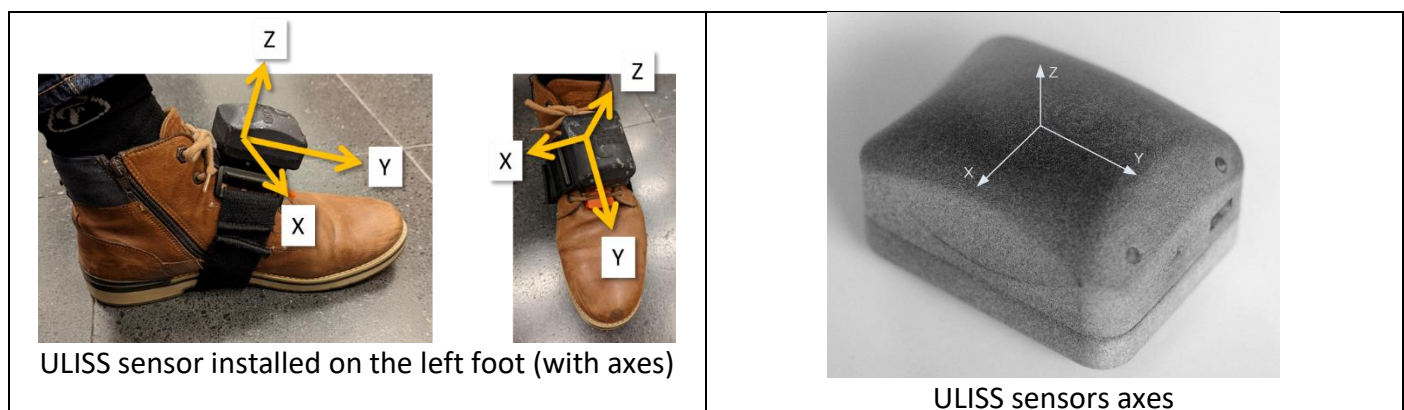 Z
Y
X
Z
X
Y
ULISS sensor installed on the left foot (with axes)
Z
Y
X
ULISS sensors axes